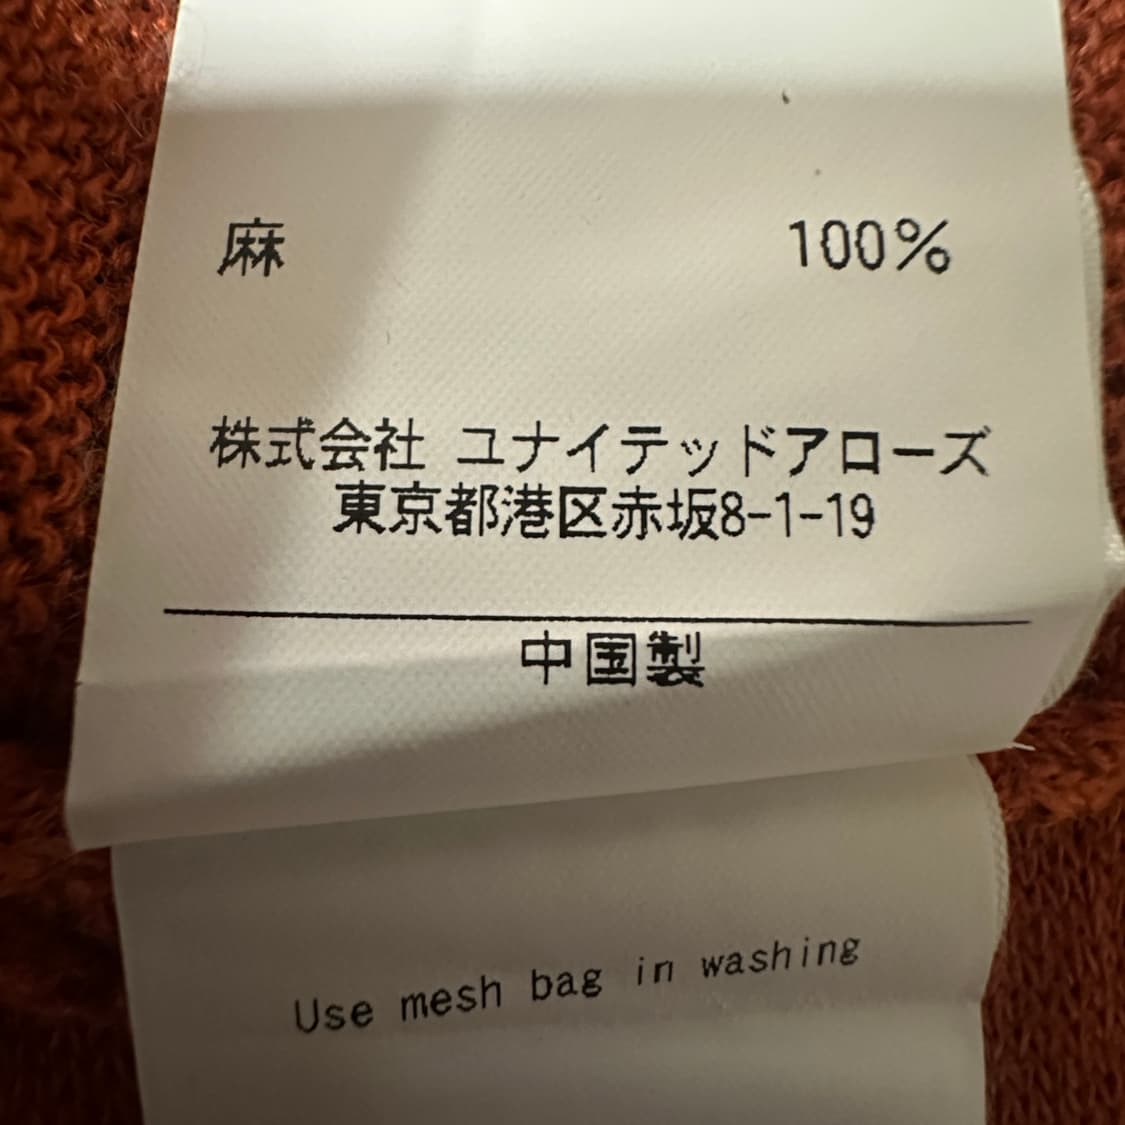 麻 100%
株式会社 ユナイテッドアローズ
東京都港区赤坂8-1-19
中国製
Use mesh bag in washing